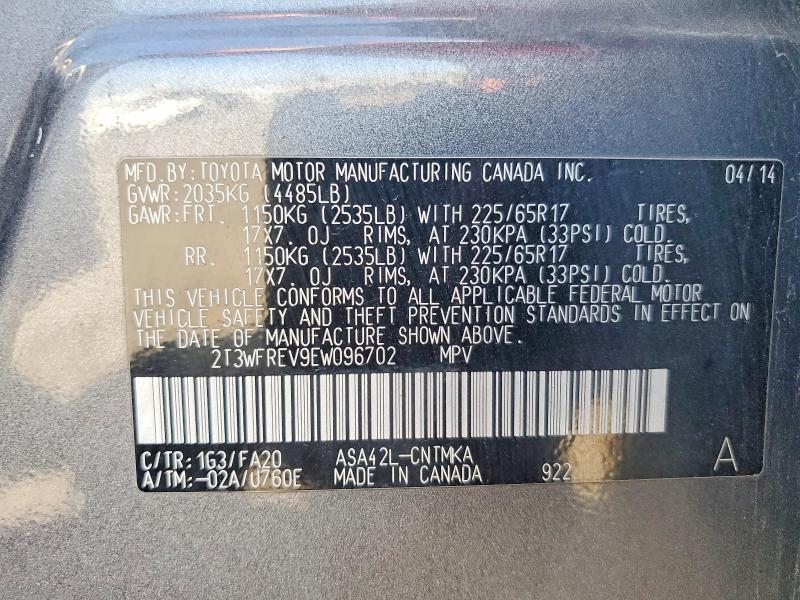 MFD.BY:TOYOTA MOTOR MANUFACTURING CANADA INC. 04/14
GVWR:2035KG (4485LB)
GAWR:FRT. 1150KG (2535LB) WITH 225/65R17 TIRES,
17X7. 0J RIMS, AT 230KPA (33PSI) COLD.
RR. 1150KG (2535LB) WITH 225/65R17 TIRES,
17X7. 0J RIMS, AT 230KPA (33PSI) COLD.
THIS VEHICLE CONFORMS TO ALL APPLICABLE FEDERAL MOTOR
VEHICLE SAFETY AND THEFT PREVENTION STANDARDS IN EFFECT ON
THE DATE OF MANUFACTURE SHOWN ABOVE.
2T3WFREV9EW096702 MPV
C/TR:1G3/FA20 ASA42L-CNTMKA
A/TM:-02A/U760E MADE IN CANADA 922 A